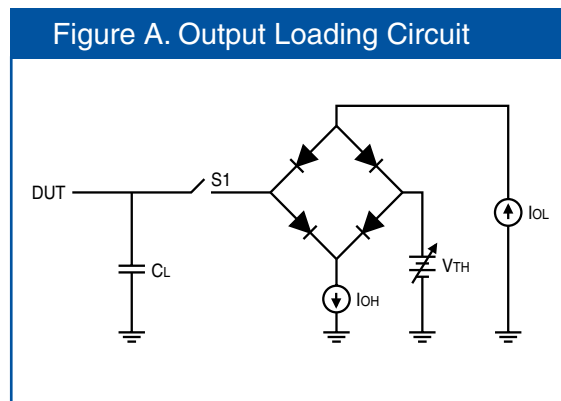 Figure A. Output Loading Circuit
DUT
S1
CL
IOH
VTH
IOL